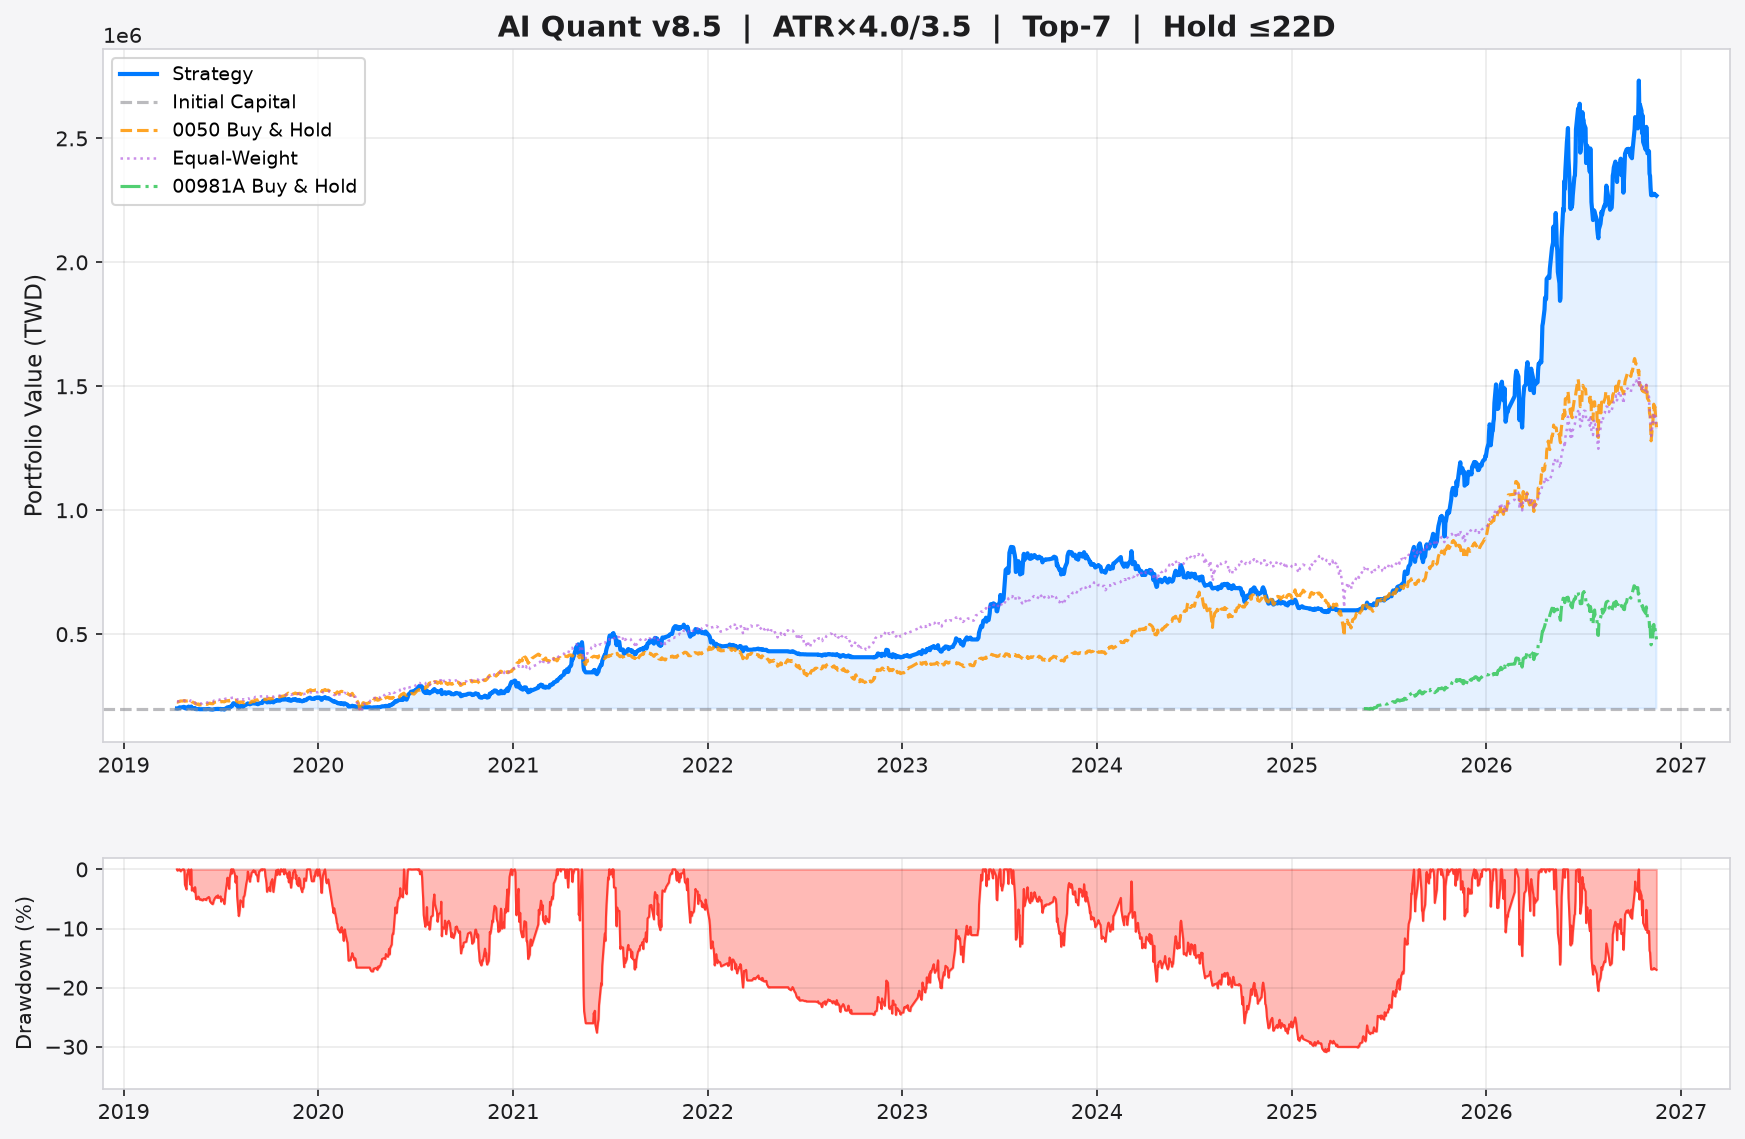 AI Quant v8.5 | ATR×4.0/3.5 | Top-7 | Hold ≤22D
1e6
Strategy
Initial Capital
0050 Buy & Hold
Equal-Weight
00981A Buy & Hold
Portfolio Value (TWD)
2.5
2.0
1.5
1.0
0.5
2019 2020 2021 2022 2023 2024 2025 2026 2027
Drawdown (%)
0
−10
−20
−30
2019 2020 2021 2022 2023 2024 2025 2026 2027